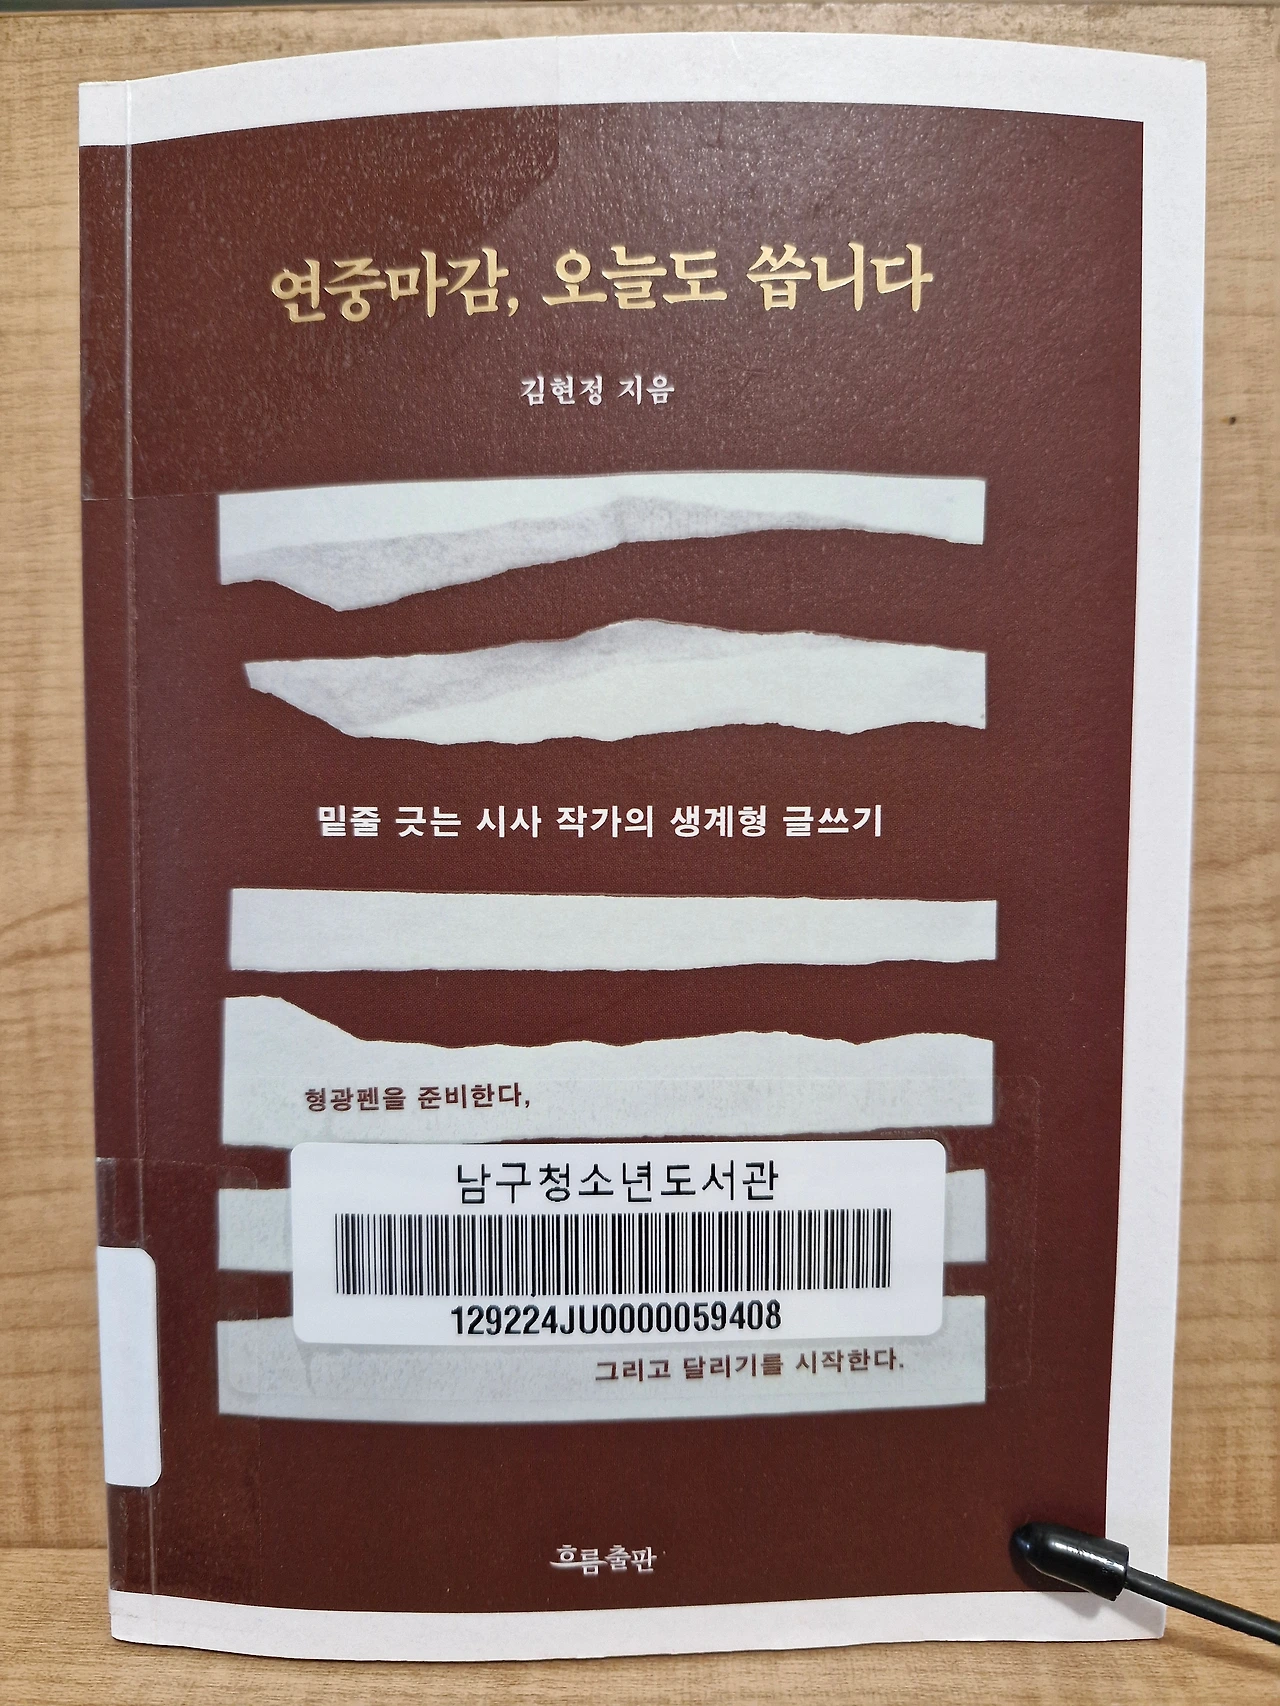 연중마감, 오늘도 씁니다
김현정 지음
밑줄 긋는 시사 작가의 생계형 글쓰기
형광펜을 준비한다,
남구청소년도서관
129224JU0000059408
그리고 달리기를 시작한다.
흐름출판